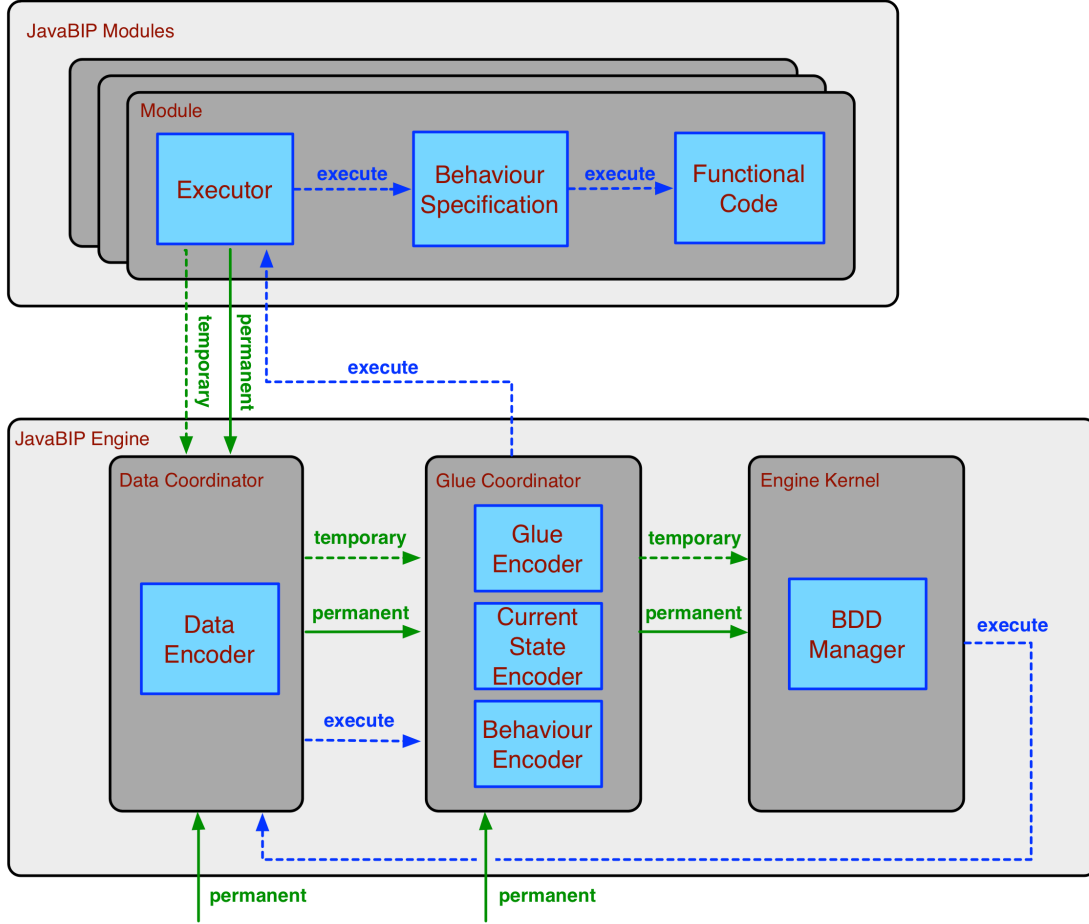 JavaBIP Modules
Module
Executor
execute
Behaviour
Specification
execute
Functional
Code
temporary
permanent
execute
JavaBIP Engine
Data Coordinator
Glue Coordinator
Engine Kernel
temporary
Glue
Encoder
temporary
Data
Encoder
permanent
Current
State
Encoder
permanent
BDD
Manager
execute
execute
Behaviour
Encoder
permanent
permanent